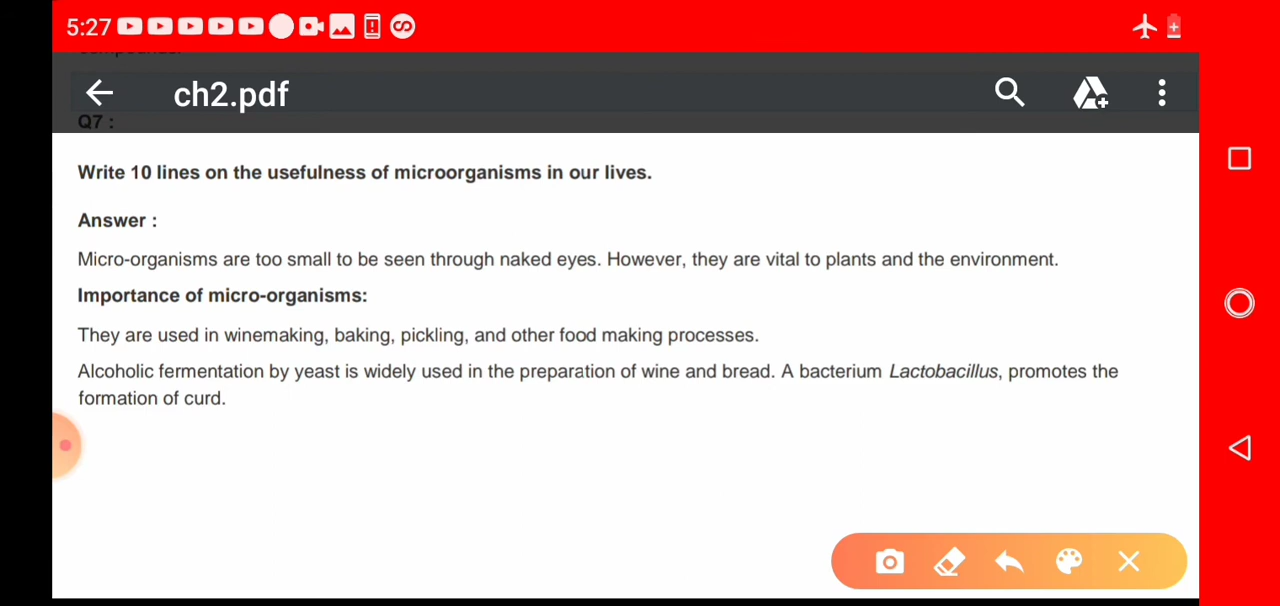 5:27
ch2.pdf
Q7 :
Write 10 lines on the usefulness of microorganisms in our lives.
Answer :
Micro-organisms are too small to be seen through naked eyes. However, they are vital to plants and the environment.
Importance of micro-organisms:
They are used in winemaking, baking, pickling, and other food making processes.
Alcoholic fermentation by yeast is widely used in the preparation of wine and bread. A bacterium Lactobacillus, promotes the
formation of curd.